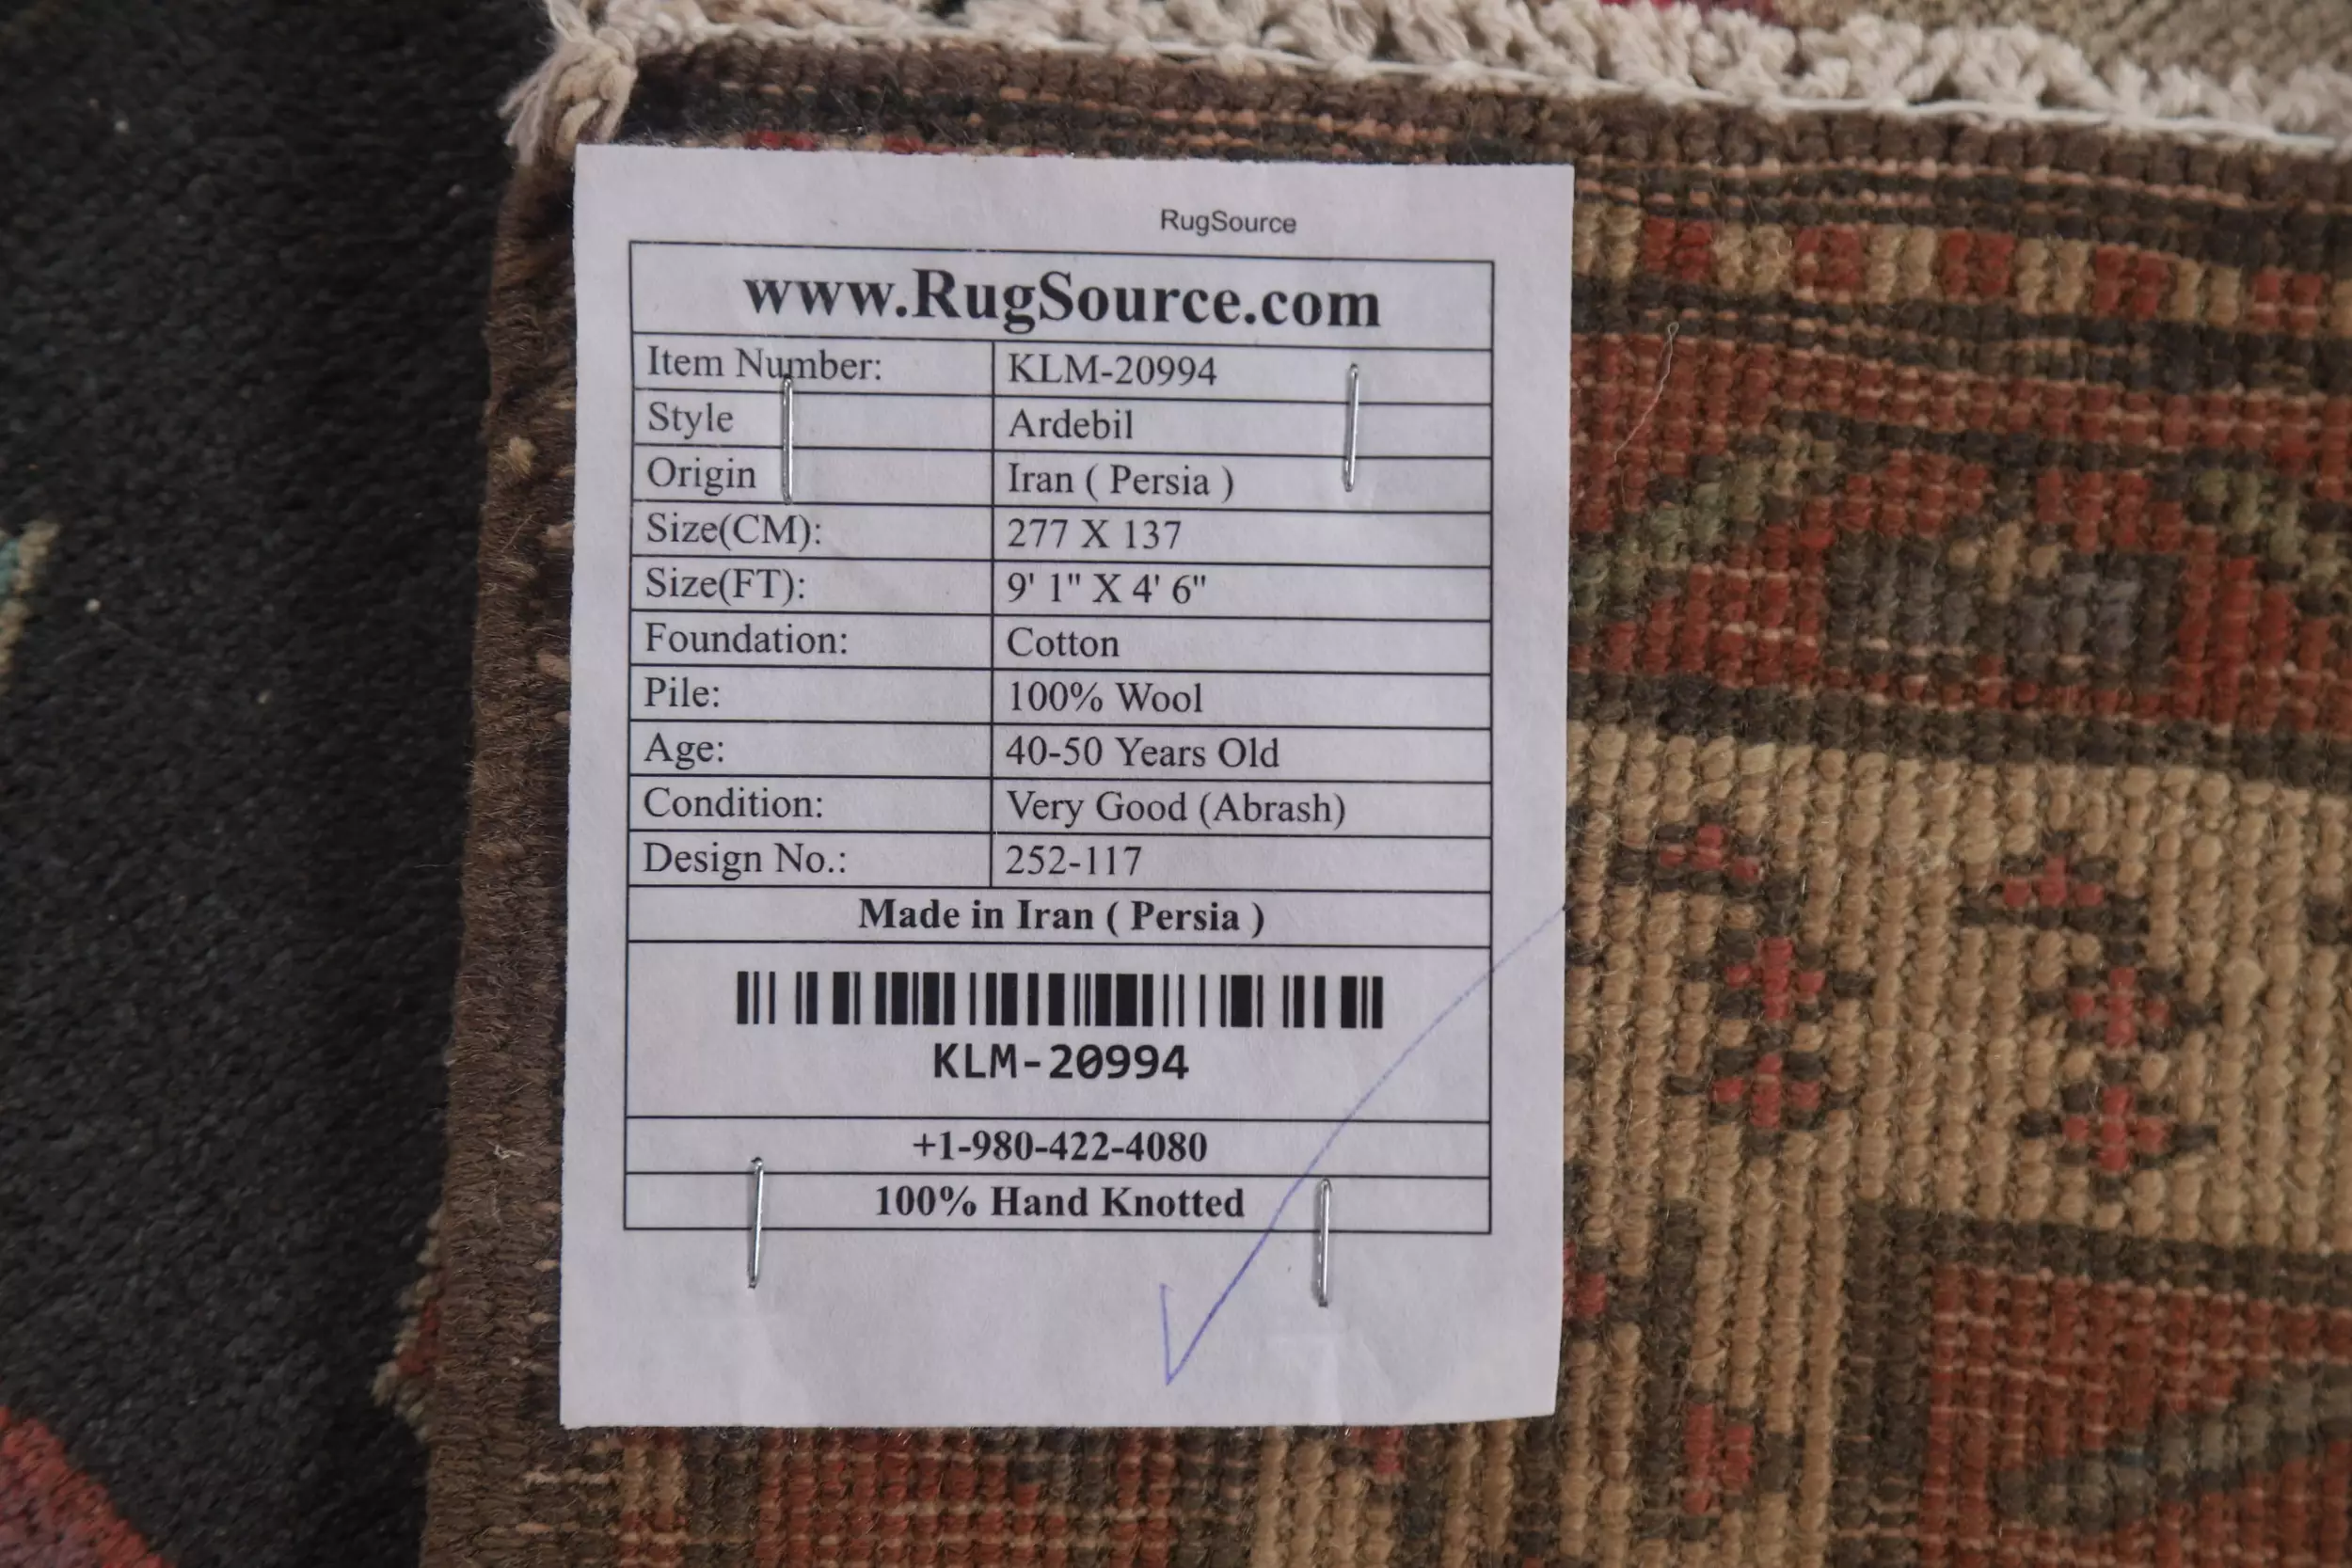 RugSource
www.RugSource.com
Item Number: KLM-20994
Style Ardebil
Origin Iran ( Persia )
Size(CM): 277 X 137
Size(FT): 9' 1" X 4' 6"
Foundation: Cotton
Pile: 100% Wool
Age: 40-50 Years Old
Condition: Very Good (Abrash)
Design No.: 252-117
Made in Iran ( Persia )
KLM-20994
+1-980-422-4080
100% Hand Knotted